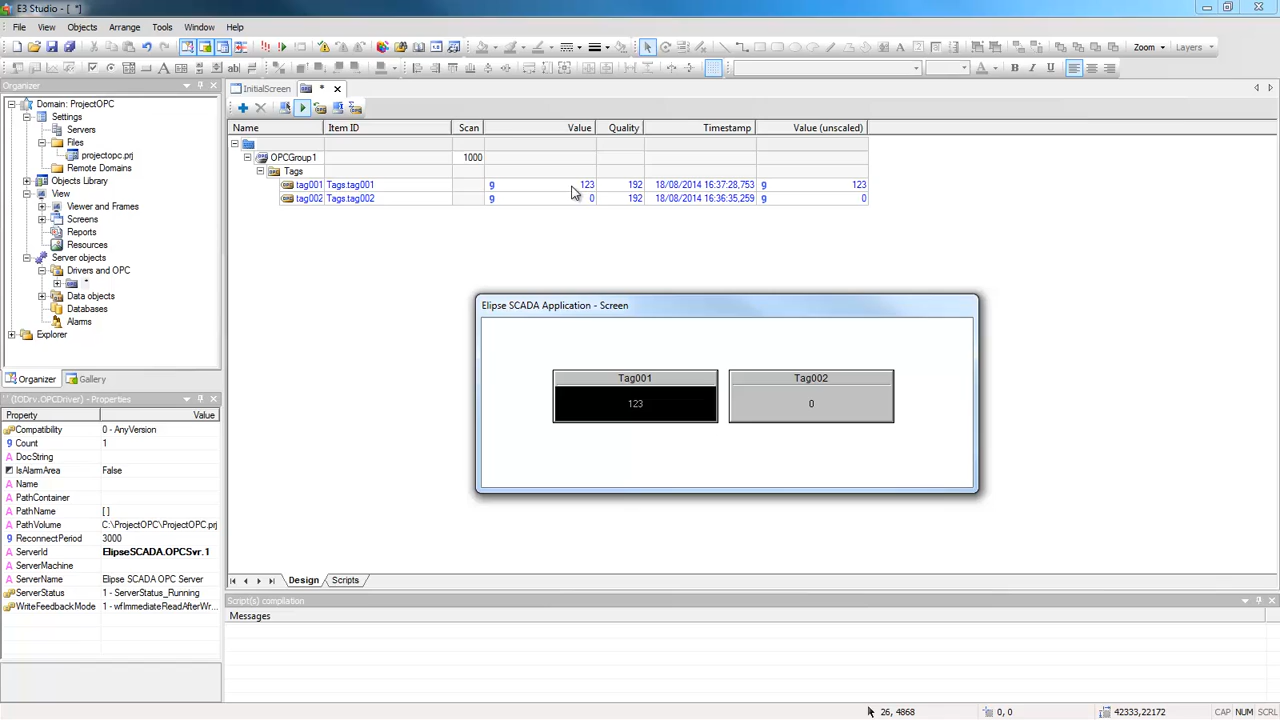 E3 Studio - [ *]
File View Objects Arrange Tools Window Help
Zoom Layers
Organizer
InitialScreen *
Domain: ProjectOPC
Settings
Servers
Files
projectopc.prj
Remote Domains
Objects Library
View
Viewer and Frames
Screens
Reports
Resources
Server objects
Drivers and OPC
*
Data objects
Databases
Alarms
Explorer
Organizer Gallery
Name Item ID Scan Value Quality Timestamp Value (unscaled)
OPCGroup1 1000
Tags
tag001 Tags.tag001 9 123 192 18/08/2014 16:37:28,753 9 123
tag002 Tags.tag002 9 0 192 18/08/2014 16:36:35,259 9 0
Elipse SCADA Application - Screen
Tag001 Tag002
123 0
(IODrv.OPCDriver) - Properties
Property Value
Compatibility 0 - AnyVersion
9 Count 1
A DocString
IsAlarmArea False
A Name
A PathContainer
A PathName [ ]
A PathVolume C:\ProjectOPC\ProjectOPC.prj
9 ReconnectPeriod 3000
A ServerId ElipseSCADA.OPCSvr.1
A ServerMachine
A ServerName Elipse SCADA OPC Server
ServerStatus 1 - ServerStatus_Running
WriteFeedbackMode 1 - wfImmediateReadAfterWr...
Design Scripts
Script(s) compilation
Messages
26, 4868 0, 0 42333,22172 CAP NUM SCRL
B I U